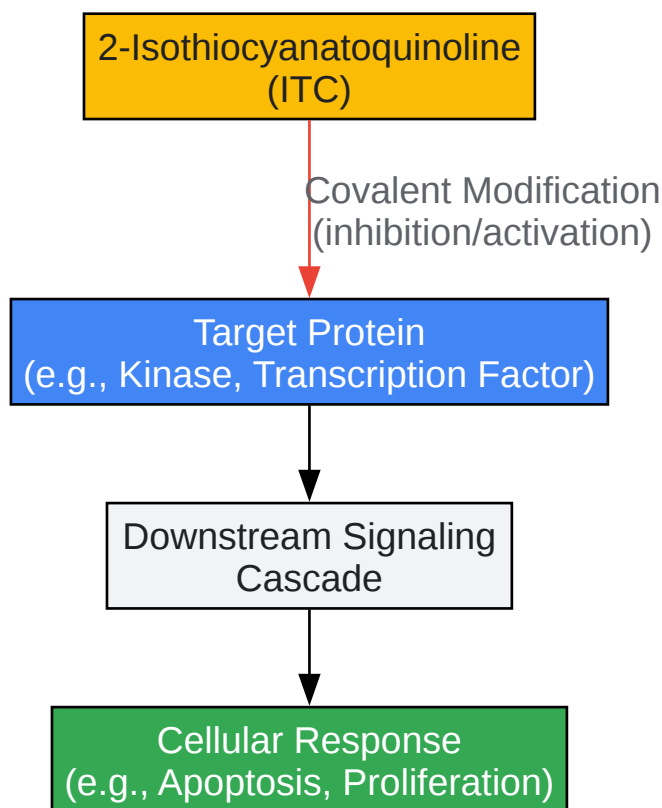 2-Isothiocyanatoquinoline
(ITC)
Covalent Modification
(inhibition/activation)
Target Protein
(e.g., Kinase, Transcription Factor)
Downstream Signaling
Cascade
Cellular Response
(e.g., Apoptosis, Proliferation)